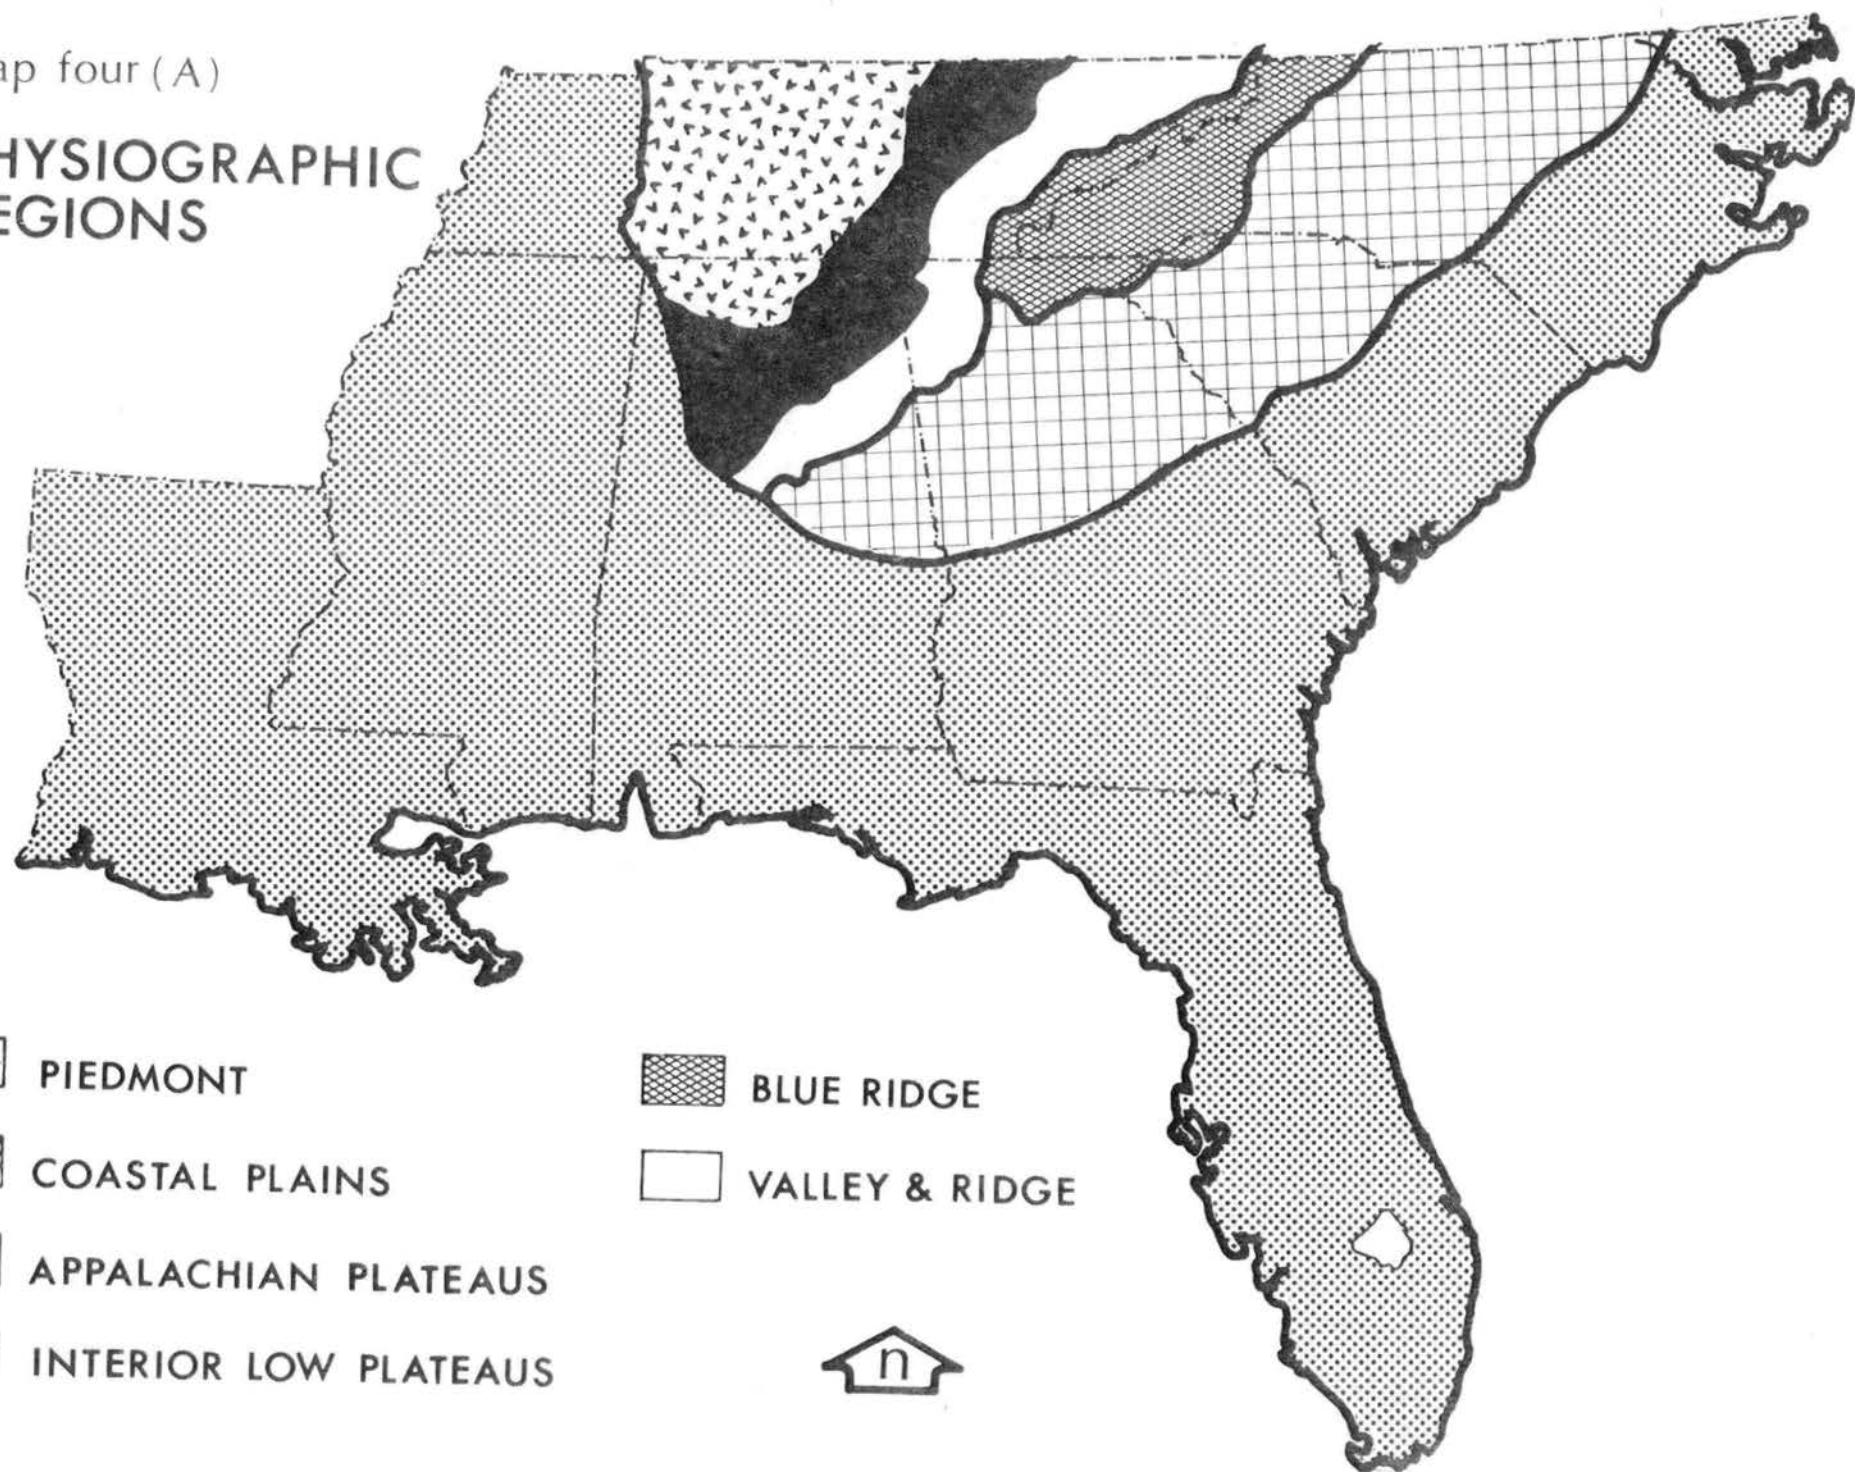 ap four (A)
HYSIOGRAPHIC
EGIONS
PIEDMONT
COASTAL PLAINS
APPALACHIAN PLATEAUS
INTERIOR LOW PLATEAUS
BLUE RIDGE
VALLEY & RIDGE
n